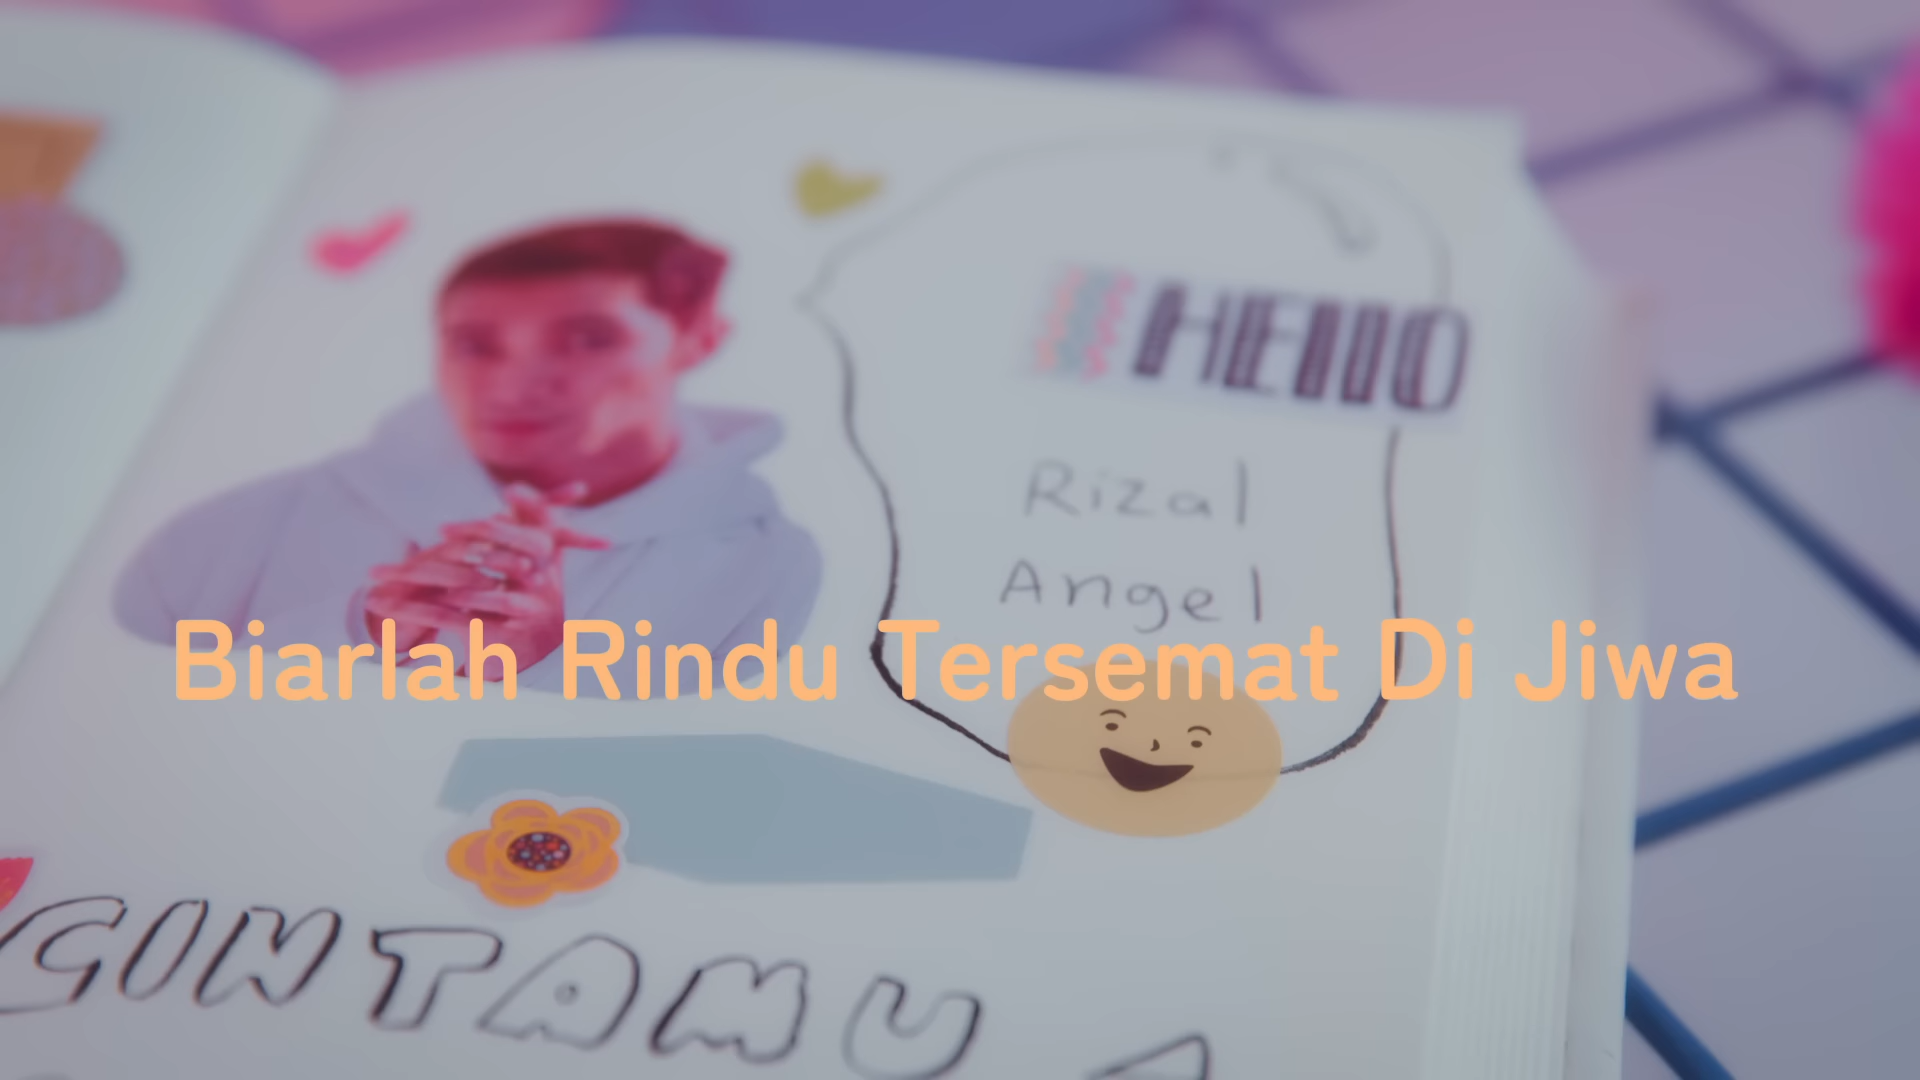 HELLO
Rizal
Angel
Biarlah Rindu Tersemat Di Jiwa
CINTAMU